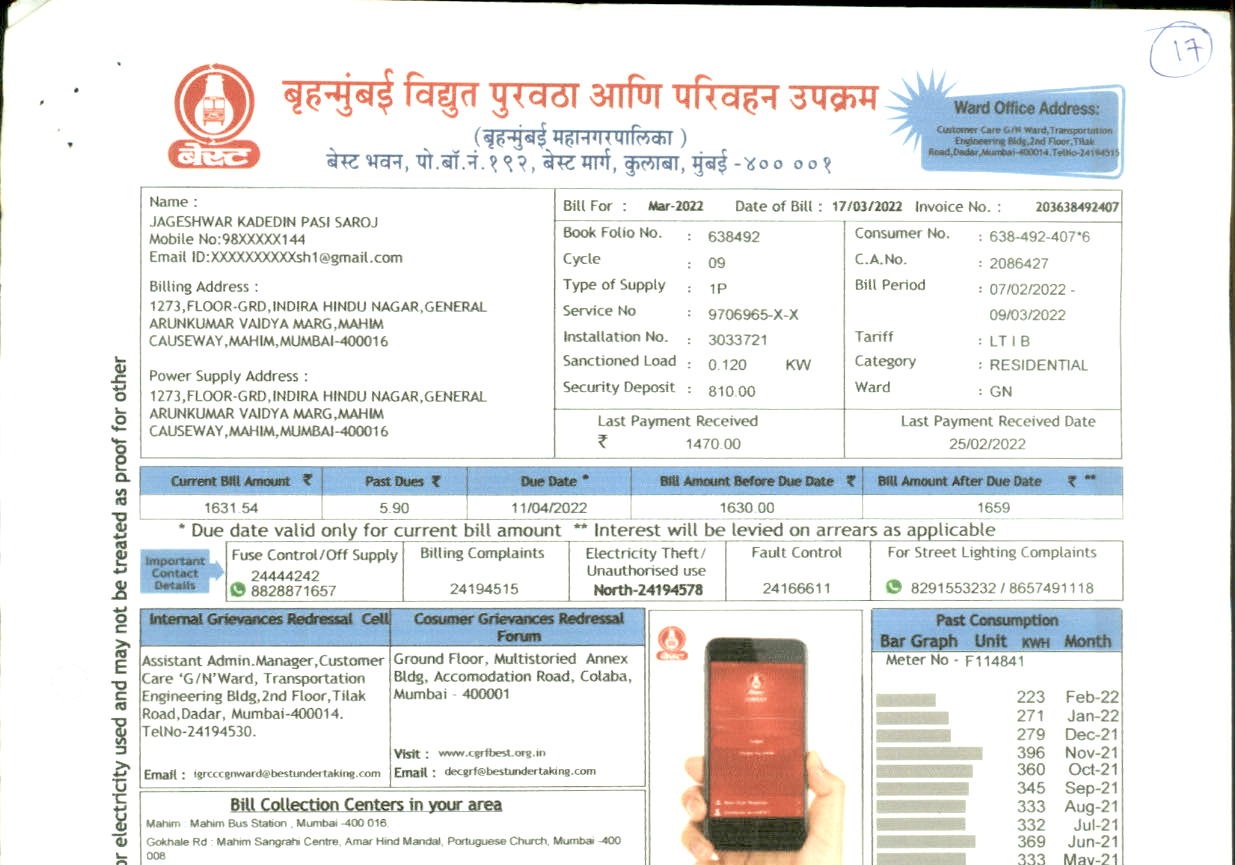 17
बृहन्मुंबई विद्युत पुरवठा आणि परिवहन उपक्रम
(बृहन्मुंबई महानगरपालिका )
बेस्ट भवन, पो.बॉ.नं.१९२, बेस्ट मार्ग, कुलाबा, मुंबई -४०० ००१
बेस्ट
Ward Office Address:
Customer Care G/N Ward,Transportation
Engineering Bldg,2nd Floor,Tilak
Road,Dadar,Mumbai-400014.TelNo-24194515
Name :
JAGESHWAR KADEDIN PASI SAROJ
Mobile No:98XXXXX144
Email ID:XXXXXXXXXXsh1@gmail.com
Billing Address :
1273,FLOOR-GRD,INDIRA HINDU NAGAR,GENERAL
ARUNKUMAR VAIDYA MARG,MAHIM
CAUSEWAY,MAHIM,MUMBAI-400016
Power Supply Address :
1273,FLOOR-GRD,INDIRA HINDU NAGAR,GENERAL
ARUNKUMAR VAIDYA MARG,MAHIM
CAUSEWAY,MAHIM,MUMBAI-400016
Bill For : Mar-2022 Date of Bill : 17/03/2022 Invoice No. : 203638492407
Book Folio No. : 638492
Cycle : 09
Type of Supply : 1P
Service No : 9706965-X-X
Installation No. : 3033721
Sanctioned Load : 0.120 KW
Security Deposit : 810.00
Consumer No. : 638-492-407*6
C.A.No. : 2086427
Bill Period : 07/02/2022 -
09/03/2022
Tariff : LT I B
Category : RESIDENTIAL
Ward : GN
Last Payment Received
₹ 1470.00
Last Payment Received Date
25/02/2022
Current Bill Amount ₹ Past Dues ₹ Due Date * Bill Amount Before Due Date ₹ Bill Amount After Due Date ₹ **
1631.54 5.90 11/04/2022 1630.00 1659
* Due date valid only for current bill amount ** Interest will be levied on arrears as applicable
Important
Contact
Details
Fuse Control/Off Supply
24444242
8828871657
Billing Complaints
24194515
Electricity Theft/
Unauthorised use
North-24194578
Fault Control
24166611
For Street Lighting Complaints
8291553232 / 8657491118
Internal Grievances Redressal Cell
Assistant Admin.Manager,Customer
Care 'G/N'Ward, Transportation
Engineering Bldg,2nd Floor,Tilak
Road,Dadar, Mumbai-400014.
TelNo-24194530.
Email : igrcccgnward@bestundertaking.com
Cosumer Grievances Redressal
Forum
Ground Floor, Multistoried Annex
Bldg, Accomodation Road, Colaba,
Mumbai - 400001
Visit : www.cgrfbest.org.in
Email : decgrf@bestundertaking.com
Bill Collection Centers in your area
Mahim : Mahim Bus Station , Mumbai -400 016.
Gokhale Rd : Mahim Sangrahi Centre, Amar Hind Mandal, Portuguese Church, Mumbai -400
008
बेस्ट
Past Consumption
Bar Graph Unit KWH Month
Meter No - F114841
223 Feb-22
271 Jan-22
279 Dec-21
396 Nov-21
360 Oct-21
345 Sep-21
333 Aug-21
332 Jul-21
369 Jun-21
333 May-21
or electricity used and may not be treated as proof for other